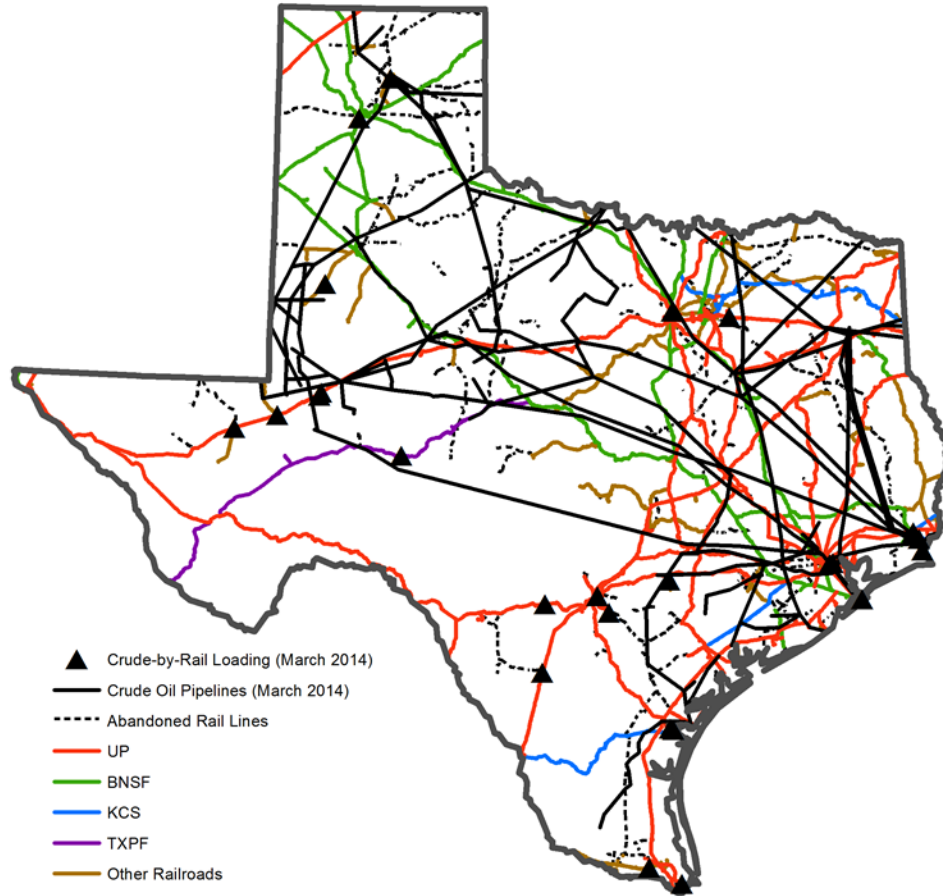 Crude-by-Rail Loading (March 2014)
Crude Oil Pipelines (March 2014)
Abandoned Rail Lines
UP
BNSF
KCS
TXPF
Other Railroads